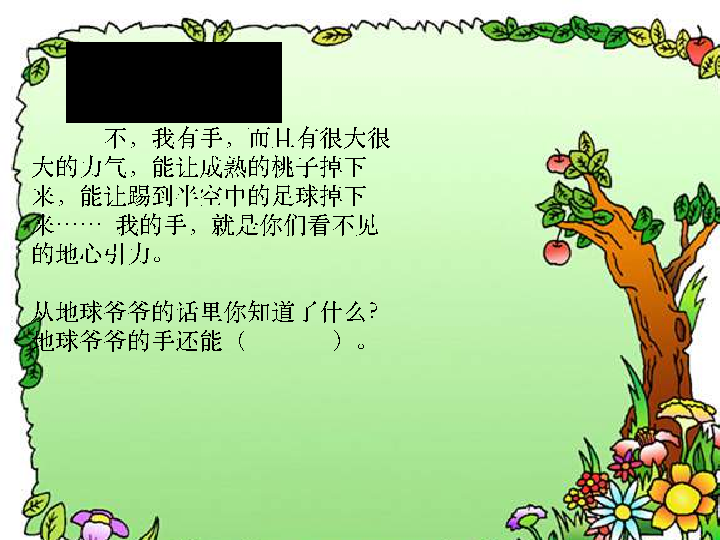 不，我有手，而且有很大很
大的力气，能让成熟的桃子掉下
来，能让踢到半空中的足球掉下
来…… 我的手，就是你们看不见
的地心引力。
从地球爷爷的话里你知道了什么？
地球爷爷的手还能（　　　）。